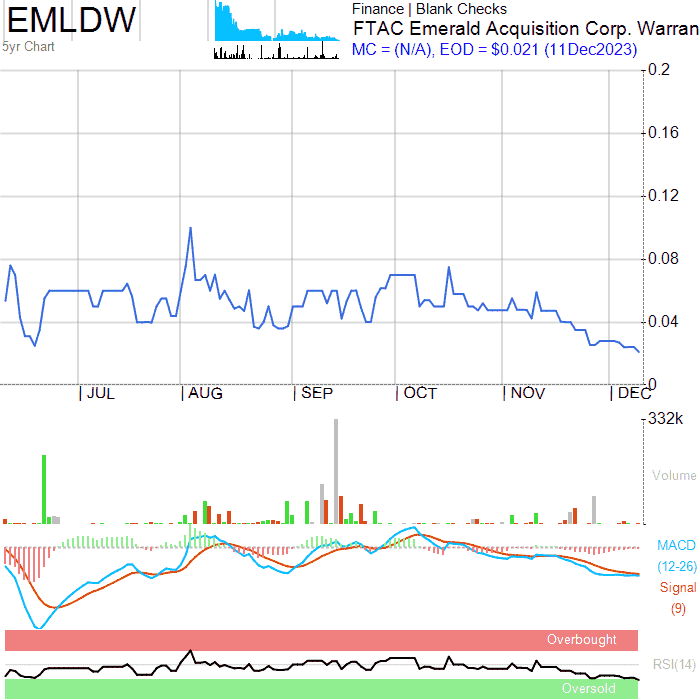 EMLDW
5yr Chart
Finance | Blank Checks
FTAC Emerald Acquisition Corp. Warran
MC = (N/A), EOD = $0.021 (11Dec2023)
0.2
0.16
0.12
0.08
0.04
0
JUL AUG SEP OCT NOV DEC
332k
Volume
MACD
(12-26)
Signal
(9)
Overbought
RSI(14)
Oversold